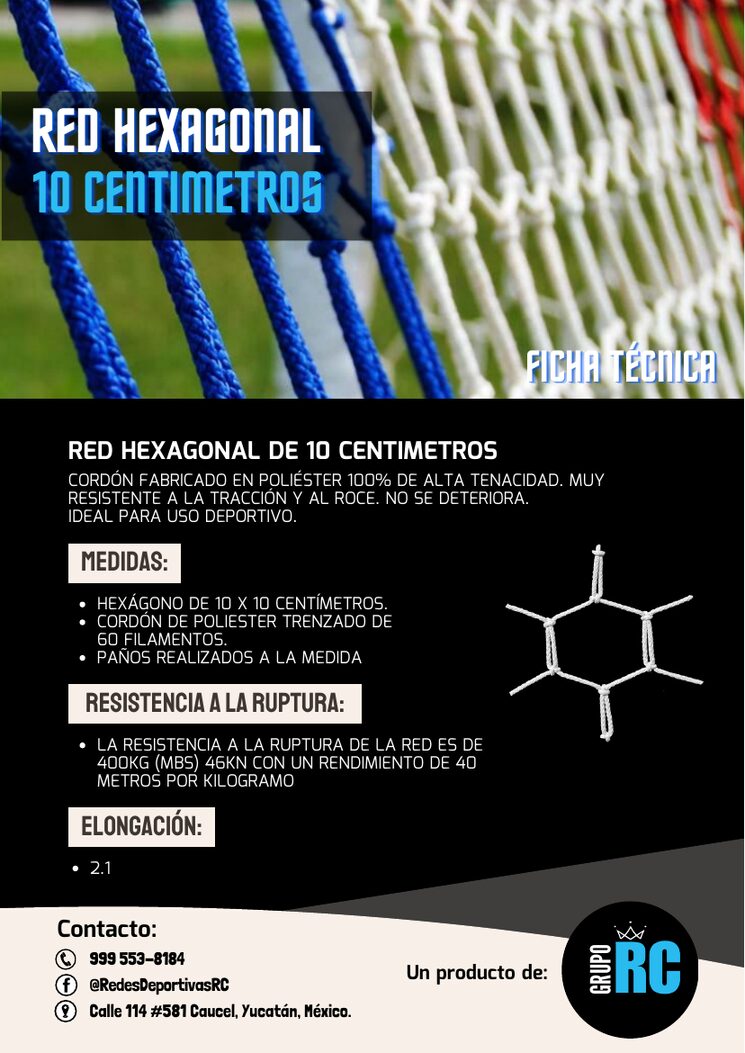 RED HEXAGONAL
10 CENTIMETROS
FICHA TÉCNICA
RED HEXAGONAL DE 10 CENTIMETROS
CORDÓN FABRICADO EN POLIÉSTER 100% DE ALTA TENACIDAD. MUY
RESISTENTE A LA TRACCIÓN Y AL ROCE. NO SE DETERIORA.
IDEAL PARA USO DEPORTIVO.
MEDIDAS:
• HEXÁGONO DE 10 X 10 CENTÍMETROS.
• CORDÓN DE POLIESTER TRENZADO DE
60 FILAMENTOS.
• PAÑOS REALIZADOS A LA MEDIDA
RESISTENCIA A LA RUPTURA:
• LA RESISTENCIA A LA RUPTURA DE LA RED ES DE
400KG (MBS) 46KN CON UN RENDIMIENTO DE 40
METROS POR KILOGRAMO
ELONGACIÓN:
• 2.1
Contacto:
999 553-8184
@RedesDeportivasRC
Calle 114 #581 Caucel, Yucatán, México.
Un producto de:
GRUPO RC